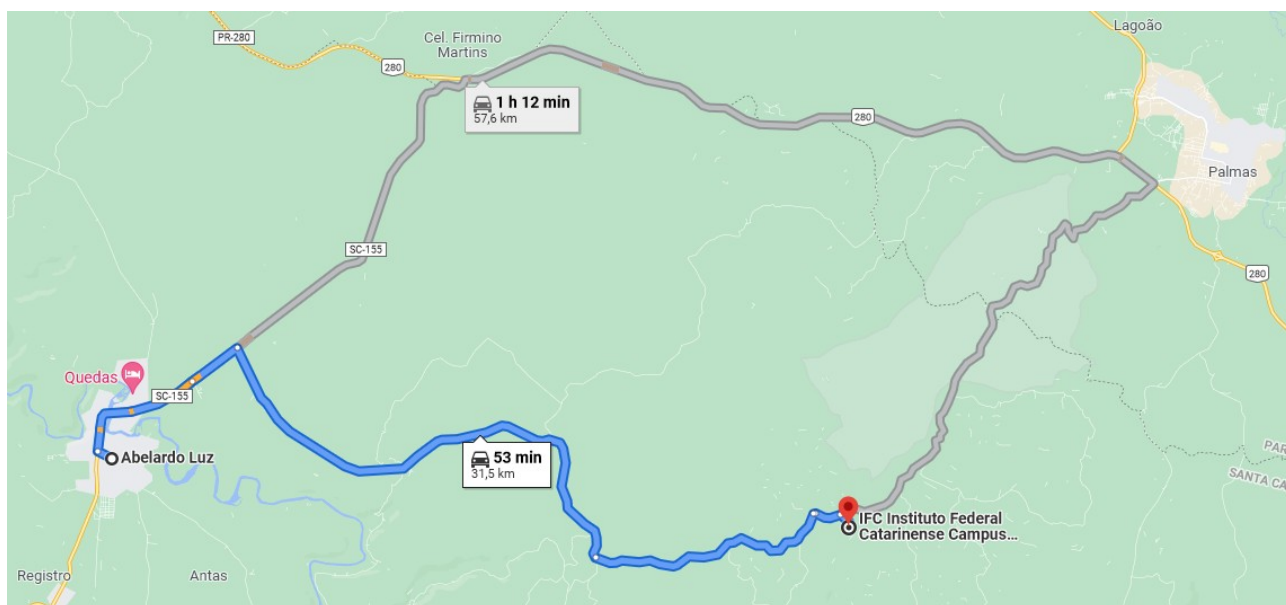 Lagoão
PR-280
Cel. Firmino
Martins
280
1 h 12 min
57,6 km
280
Palmas
SC-155
280
Quedas
SC-155
Abelardo Luz
53 min
31,5 km
IFC Instituto Federal
Catarinense Campus...
PAR
SANTA CA
Registro
Antas